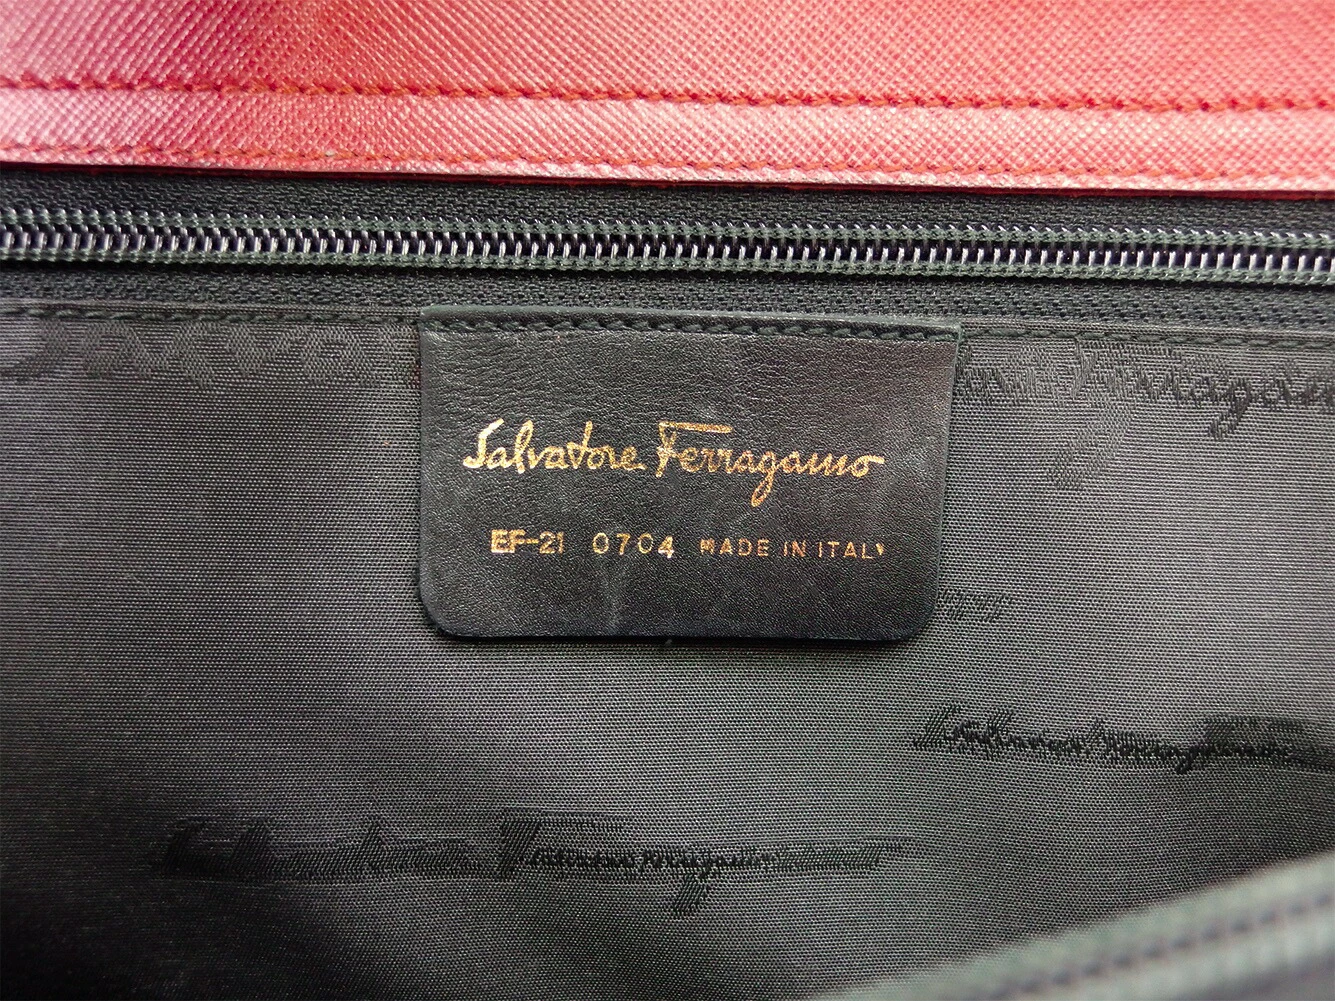 Salvatore Ferragamo
EF-21 0704 MADE IN ITALY